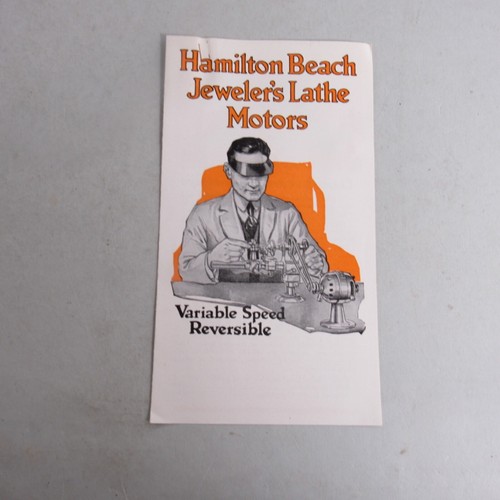 Hamilton Beach
Jeweler's Lathe
Motors
Variable Speed
Reversible